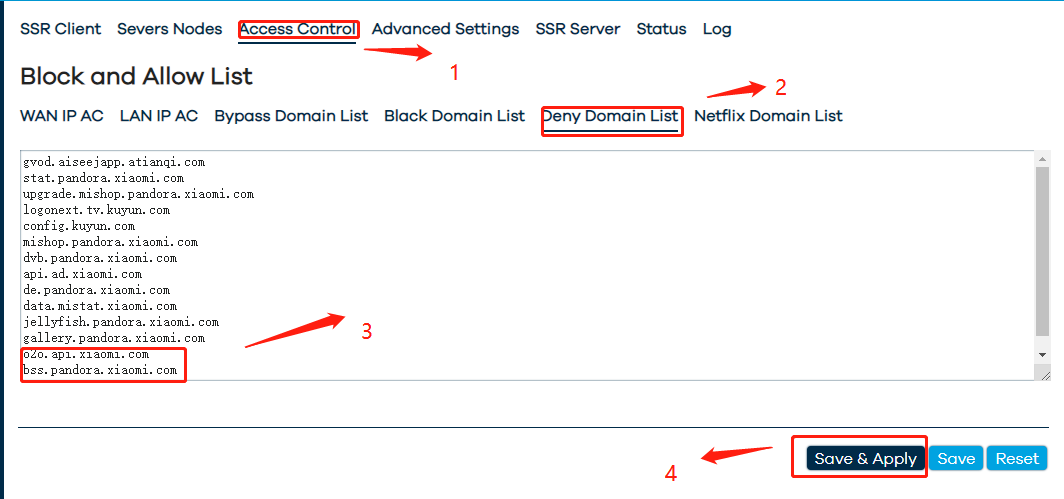 SSR Client Severs Nodes Access Control Advanced Settings SSR Server Status Log
1
Block and Allow List
2
WAN IP AC LAN IP AC Bypass Domain List Black Domain List Deny Domain List Netflix Domain List
gvod.aiseejapp.atianqi.com
stat.pandora.xiaomi.com
upgrade.mishop.pandora.xiaomi.com
logonext.tv.kuyun.com
config.kuyun.com
mishop.pandora.xiaomi.com
dvb.pandora.xiaomi.com
api.ad.xiaomi.com
de.pandora.xiaomi.com
data.mistat.xiaomi.com
jellyfish.pandora.xiaomi.com
gallery.pandora.xiaomi.com
o2o.api.xiaomi.com
bss.pandora.xiaomi.com
3
Save & Apply Save Reset
4